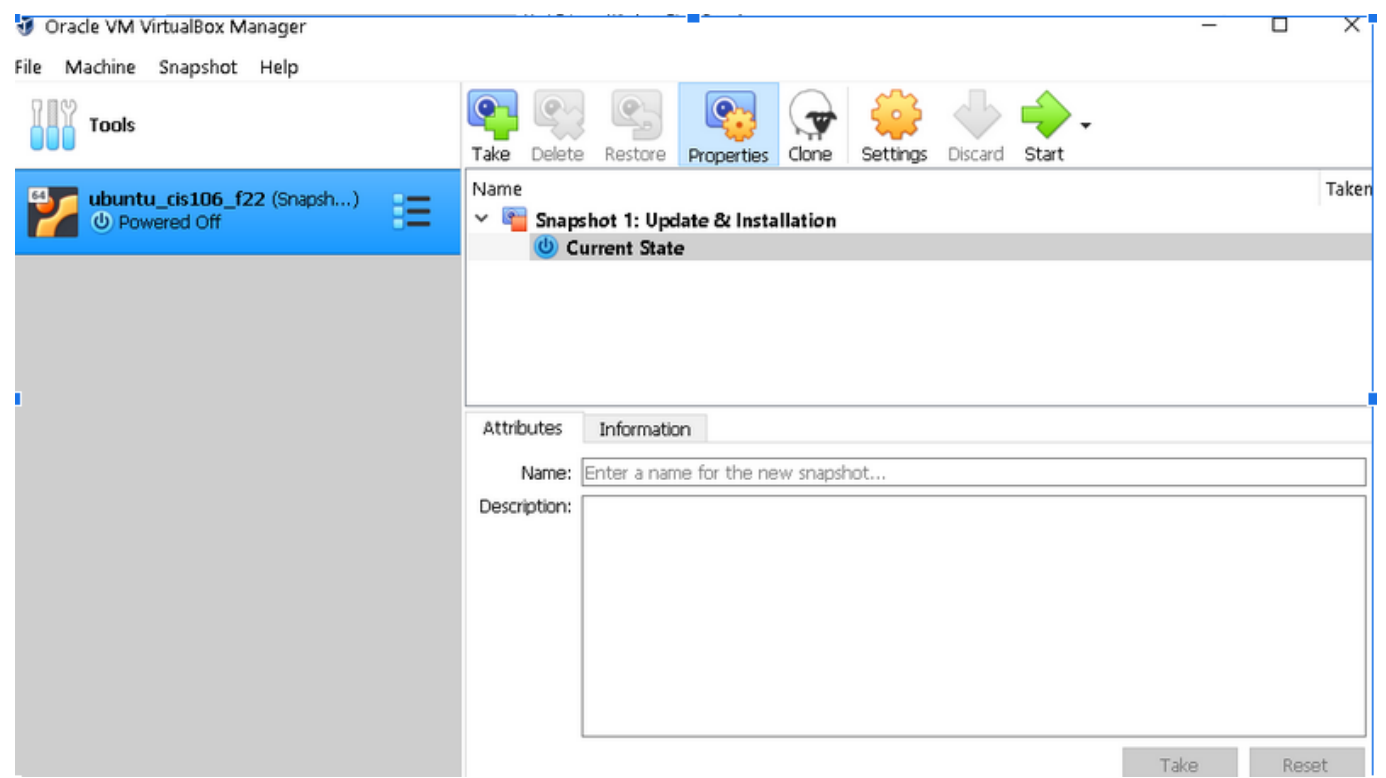 Oracle VM VirtualBox Manager
File Machine Snapshot Help
Tools
Take Delete Restore Properties Clone Settings Discard Start
64
ubuntu_cis106_f22 (Snapsh...)
Powered Off
Name Taken
Snapshot 1: Update & Installation
Current State
Attributes Information
Name: Enter a name for the new snapshot...
Description:
Take Reset